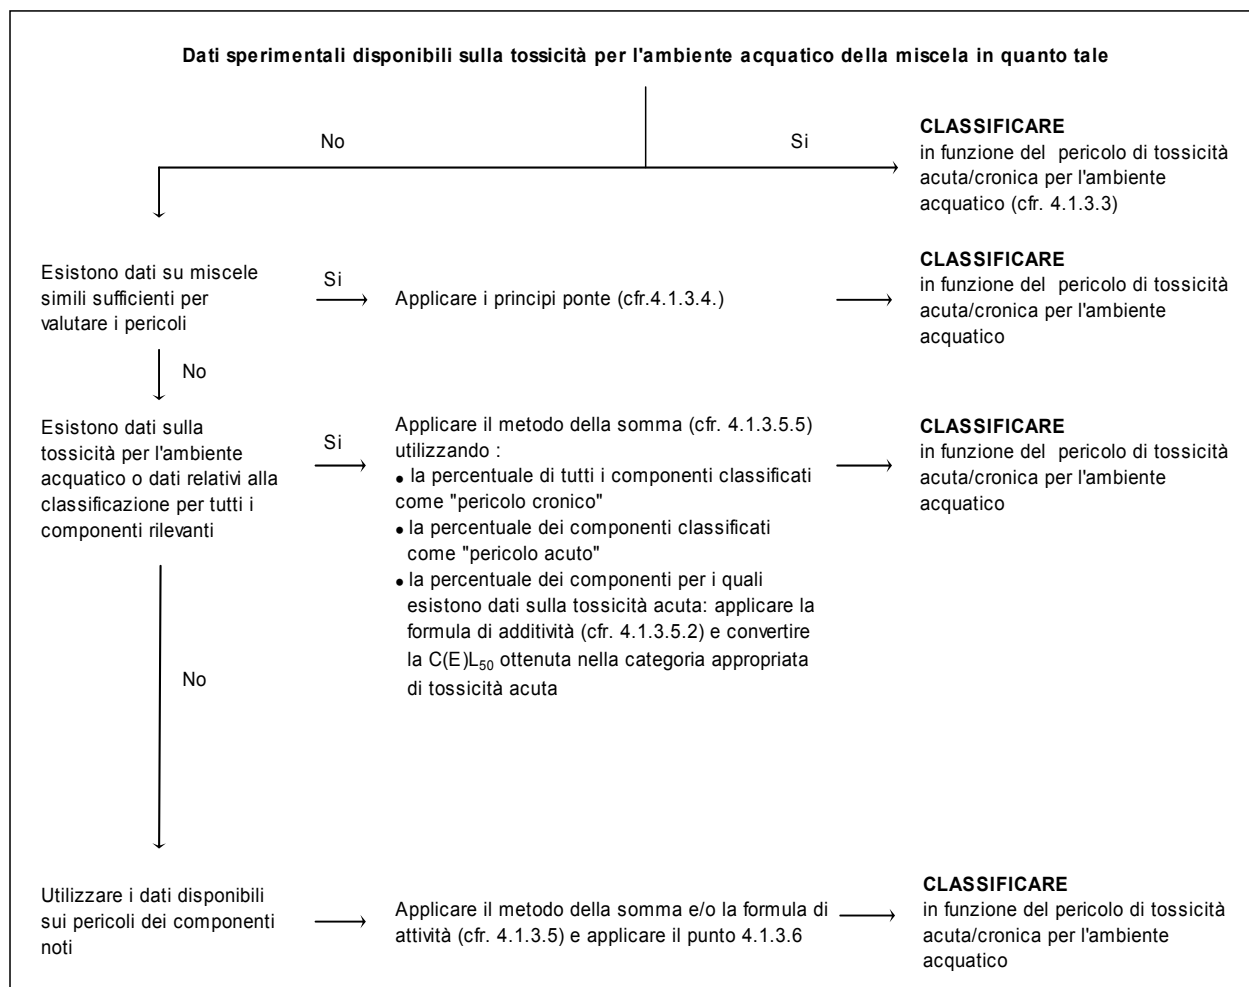 Dati sperimentali disponibili sulla tossicità per l'ambiente acquatico della miscela in quanto tale
No
Si
CLASSIFICARE
in funzione del pericolo di tossicità
acuta/cronica per l'ambiente
acquatico (cfr. 4.1.3.3)
Esistono dati su miscele
simili sufficienti per
valutare i pericoli
Si
Applicare i principi ponte (cfr.4.1.3.4.)
CLASSIFICARE
in funzione del pericolo di tossicità
acuta/cronica per l'ambiente
acquatico
No
Esistono dati sulla
tossicità per l'ambiente
acquatico o dati relativi alla
classificazione per tutti i
componenti rilevanti
Si
Applicare il metodo della somma (cfr. 4.1.3.5.5)
utilizzando :
• la percentuale di tutti i componenti classificati
come "pericolo cronico"
• la percentuale dei componenti classificati
come "pericolo acuto"
• la percentuale dei componenti per i quali
esistono dati sulla tossicità acuta: applicare la
formula di additività (cfr. 4.1.3.5.2) e convertire
la C(E)L50 ottenuta nella categoria appropriata
di tossicità acuta
CLASSIFICARE
in funzione del pericolo di tossicità
acuta/cronica per l'ambiente
acquatico
No
Utilizzare i dati disponibili
sui pericoli dei componenti
noti
Applicare il metodo della somma e/o la formula di
attività (cfr. 4.1.3.5) e applicare il punto 4.1.3.6
CLASSIFICARE
in funzione del pericolo di tossicità
acuta/cronica per l'ambiente
acquatico